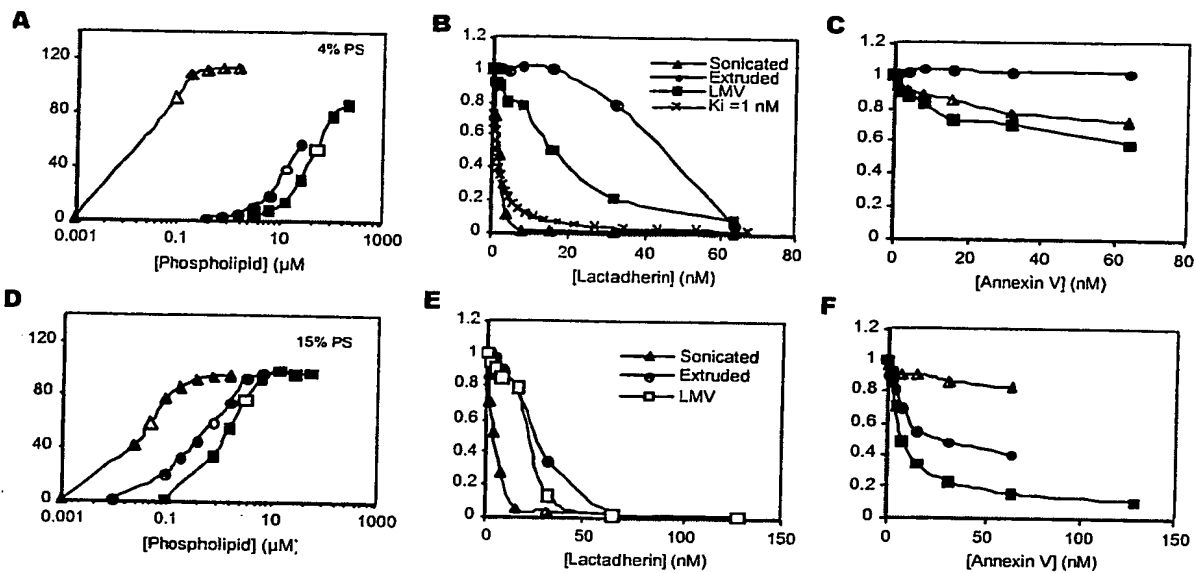 A
4% PS
120
80
40
0
0.001
0.1
10
1000
[Phospholipid] (µM
B
1.2
1
0.8
0.6
0.4
0.2
0
Sonicated
Extruded
LMV
Ki =1 nM
0
20
40
60
80
[Lactadherin] (nM)
C
1.2
1
0.8
0.6
0.4
0.2
0
0
20
40
60
80
[Annexin V] (nM)
D
15% PS
120
80
40
0
0.001
0.1
10
1000
[Phospholipid] (µM
E
1.2
1
0.8
0.6
0.4
0.2
0
Sonicated
Extruded
LMV
0
50
100
150
[Lactadherin] (nM)
F
1.2
1
0.8
0.6
0.4
0.2
0
0
50
100
150
[Annexin V] (nM)